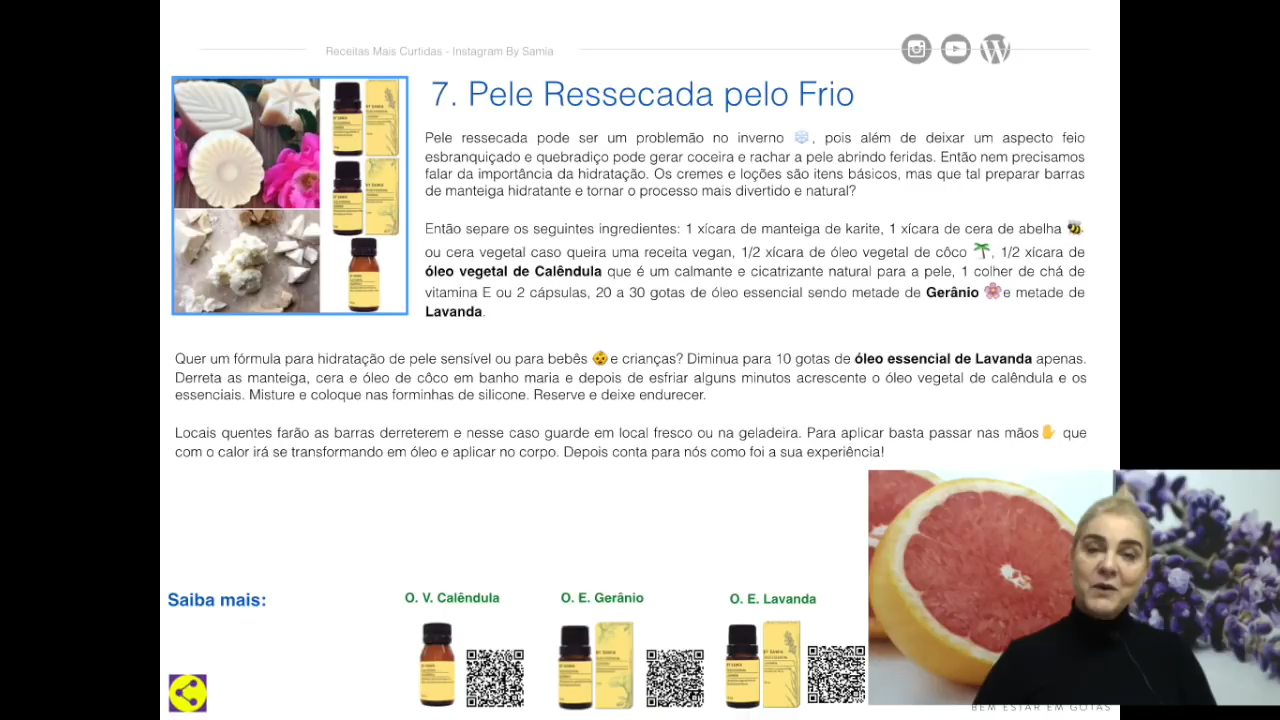 Receitas Mais Curtidas - Instagram By Samia
7. Pele Ressecada pelo Frio
Pele ressecada pode ser um problemão no inverno, pois além de deixar um aspecto feio
esbranquiçado e quebradiço pode gerar coceira e rachar a pele abrindo feridas. Então nem precisamos
falar da importância da hidratação. Os cremes e loções são itens básicos, mas que tal preparar barras
de manteiga hidratante e tornar o processo mais divertido e natural?
Então separe os seguintes ingredientes: 1 xícara de manteiga de karite, 1 xícara de cera de abelha 🐝
ou cera vegetal caso queira uma receita vegan, 1/2 xícara de óleo vegetal de côco 🌴, 1/2 xícara de
óleo vegetal de Calêndula que é um calmante e cicatrizante natural para a pele, 1 colher de chá de
vitamina E ou 2 cápsulas, 20 a 30 gotas de óleo essencial sendo metade de Gerânio 🌸e metade de
Lavanda.
Quer um fórmula para hidratação de pele sensível ou para bebês 👶e crianças? Diminua para 10 gotas de óleo essencial de Lavanda apenas.
Derreta as manteiga, cera e óleo de côco em banho maria e depois de esfriar alguns minutos acrescente o óleo vegetal de calêndula e os
essenciais. Misture e coloque nas forminhas de silicone. Reserve e deixe endurecer.
Locais quentes farão as barras derreterem e nesse caso guarde em local fresco ou na geladeira. Para aplicar basta passar nas mãos✋ que
com o calor irá se transformando em óleo e aplicar no corpo. Depois conta para nós como foi a sua experiência!
Saiba mais:
O. V. Calêndula
O. E. Gerânio
O. E. Lavanda
BEM ESTAR EM GOTAS